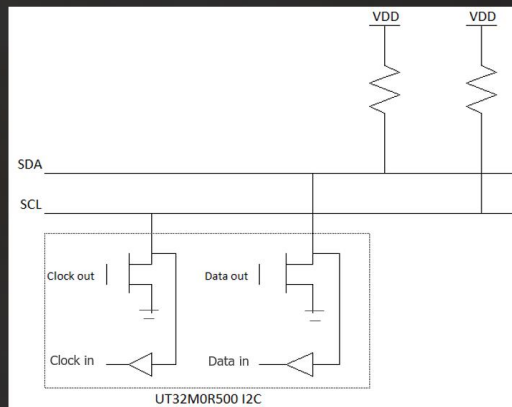 VDD VDD
SDA
SCL
Clock out Data out
Clock in Data in
UT32M0R500 I2C